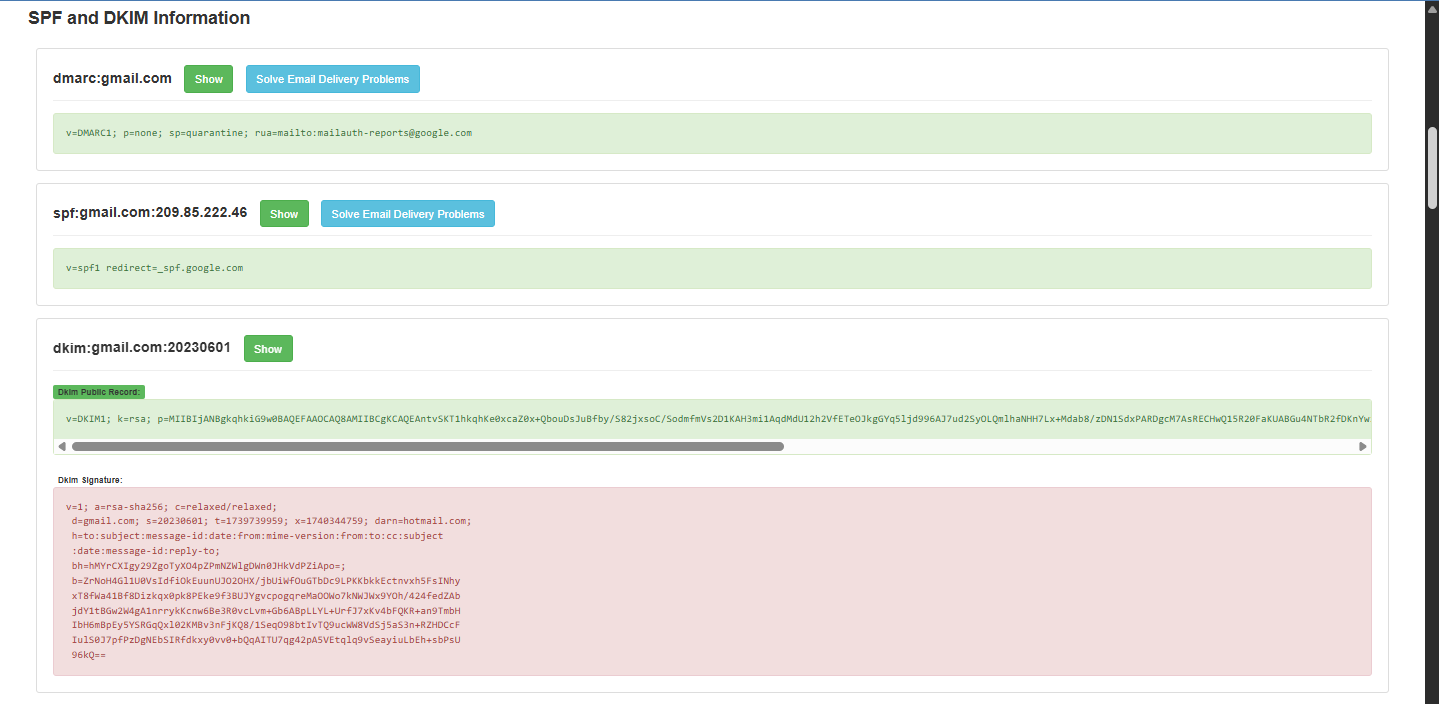 SPF and DKIM Information
dmarc:gmail.com Show Solve Email Delivery Problems
v=DMARC1; p=none; sp=quarantine; rua=mailto:mailauth-reports@google.com
spf:gmail.com:209.85.222.46 Show Solve Email Delivery Problems
v=spf1 redirect=_spf.google.com
dkim:gmail.com:20230601 Show
Dkim Public Record:
v=DKIM1; k=rsa; p=MIIBIjANBgkqhkiG9w0BAQEFAAOCAQ8AMIIBCgKCAQEAntvSKT1hkqhKe0xcaZ0x+QbouDsJuBfby/S82jxsoC/SodmfmVs2D1KAH3mi1AqdMdU12h2VfETeOJkgGYq5ljd996AJ7ud2SyOLQmlhaNHH7Lx+Mdab8/zDN1SdxPARDgcM7AsRECHwQ15R20FaKUABGu4NTbR2fDKnYw
Dkim Signature:
v=1; a=rsa-sha256; c=relaxed/relaxed;
d=gmail.com; s=20230601; t=1739739959; x=1740344759; darn=hotmail.com;
h=to:subject:message-id:date:from:mime-version:from:to:cc:subject
:date:message-id:reply-to;
bh=hMYrCXIgy29ZgoTyXO4pZPmNZWlgDWn0JHkVdPZiApo=;
b=ZrNoH4Gl1U0VsIdfiOkEuunUJO2OHX/jbUiWfOuGTbDc9LPKKbkkEctnvxh5FsINhy
xT8fWa41Bf8Dizkqx0pk8PEke9f3BUJYgvcpogqreMaOOWo7kNWJWx9YOh/424fedZAb
jdY1tBGw2W4gA1nrrykKcnw6Be3R0vcLvm+Gb6ABpLLYL+UrfJ7xKv4bFQKR+an9TmbH
IbH6mBpEy5YSRGqQxl02KMBv3nFjKQ8/1SeqO98btIvTQ9ucWW8VdSj5aS3n+RZHDCcF
IulS0J7pfPzDgNEbSIRfdkxy0vv0+bQqAITU7qg42pA5VEtqlq9vSeayiuLbEh+sbPsU
96kQ==